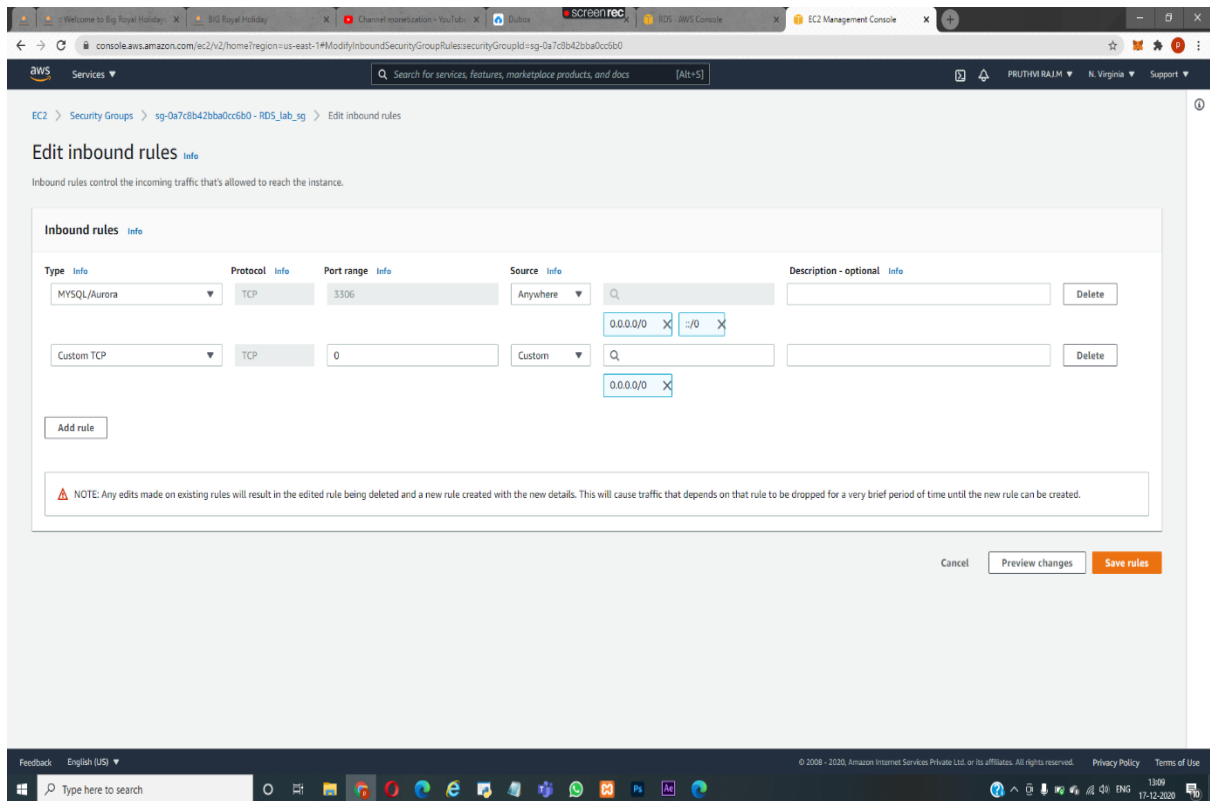 : Welcome to Big Royal Holiday: X BIG Royal Holiday X Channel monetization - YouTube X Dubox screenrec RDS · AWS Console X EC2 Management Console X
console.aws.amazon.com/ec2/v2/home?region=us-east-1#ModifyInboundSecurityGroupRules:securityGroupId=sg-0a7c8b42bba0cc6b0 P
aws Services Search for services, features, marketplace products, and docs [Alt+S] PRUTHVI RAJ.M N. Virginia Support
EC2 > Security Groups > sg-0a7c8b42bba0cc6b0 - RDS_lab_sg > Edit inbound rules
Edit inbound rules Info
Inbound rules control the incoming traffic that's allowed to reach the instance.
Inbound rules Info
Type Info Protocol Info Port range Info Source Info Description - optional Info
MYSQL/Aurora TCP 3306 Anywhere Delete
0.0.0.0/0 X ::/0 X
Custom TCP TCP 0 Custom Delete
0.0.0.0/0 X
Add rule
NOTE: Any edits made on existing rules will result in the edited rule being deleted and a new rule created with the new details. This will cause traffic that depends on that rule to be dropped for a very brief period of time until the new rule can be created.
Cancel Preview changes Save rules
Feedback English (US) © 2008 - 2020, Amazon Internet Services Private Ltd. or its affiliates. All rights reserved. Privacy Policy Terms of Use
Type here to search Ps Ae ENG 13:09
17-12-2020